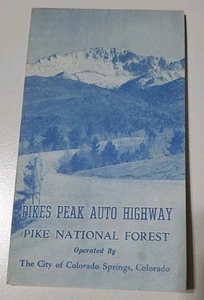 PIKES PEAK AUTO HIGHWAY
PIKE NATIONAL FOREST
Operated By
The City of Colorado Springs, Colorado